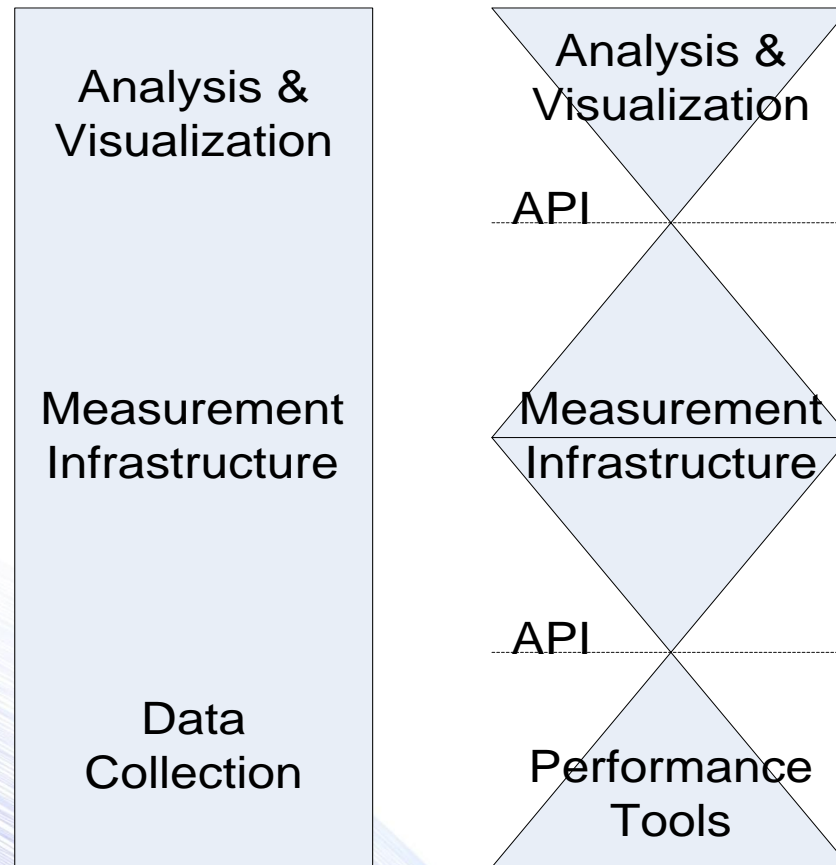 Analysis &
Visualization
Measurement
Infrastructure
Data
Collection
Analysis &
Visualization
API
Measurement
Infrastructure
API
Performance
Tools